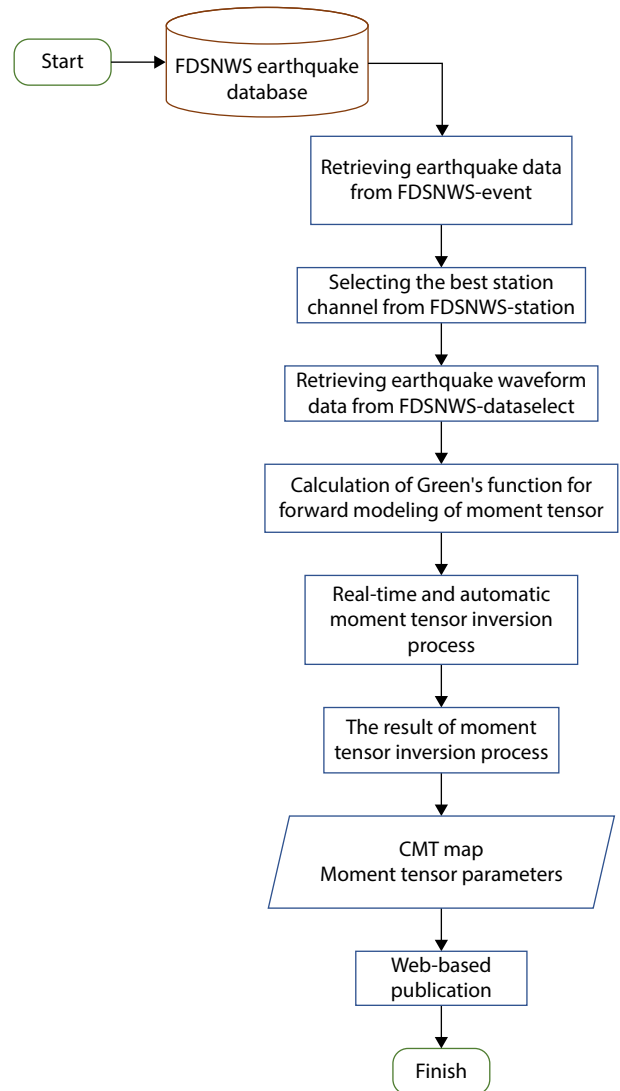 Start
FDSNWS earthquake
database
Retrieving earthquake data
from FDSNWS-event
Selecting the best station
channel from FDSNWS-station
Retrieving earthquake waveform
data from FDSNWS-dataselect
Calculation of Green's function for
forward modeling of moment tensor
Real-time and automatic
moment tensor inversion
process
The result of moment
tensor inversion process
CMT map
Moment tensor parameters
Web-based
publication
Finish